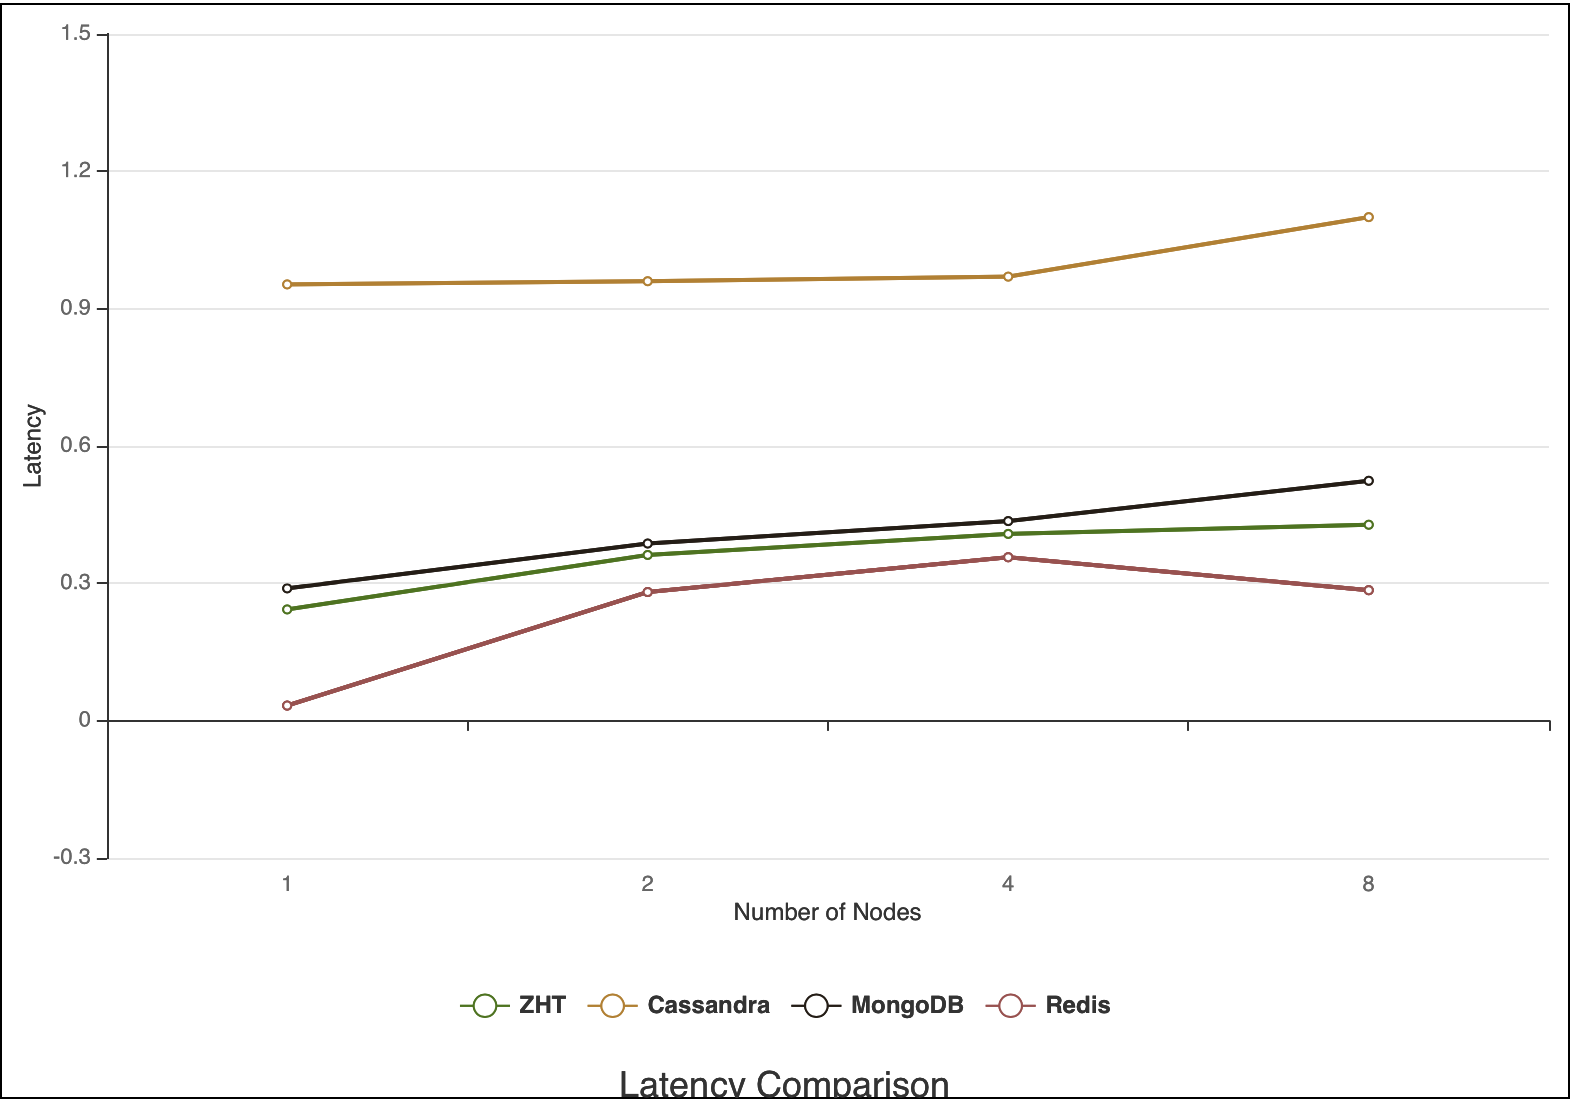 1.5
1.2
0.9
0.6
0.3
0
-0.3
Latency
1 2 4 8
Number of Nodes
ZHT Cassandra MongoDB Redis
Latency Comparison